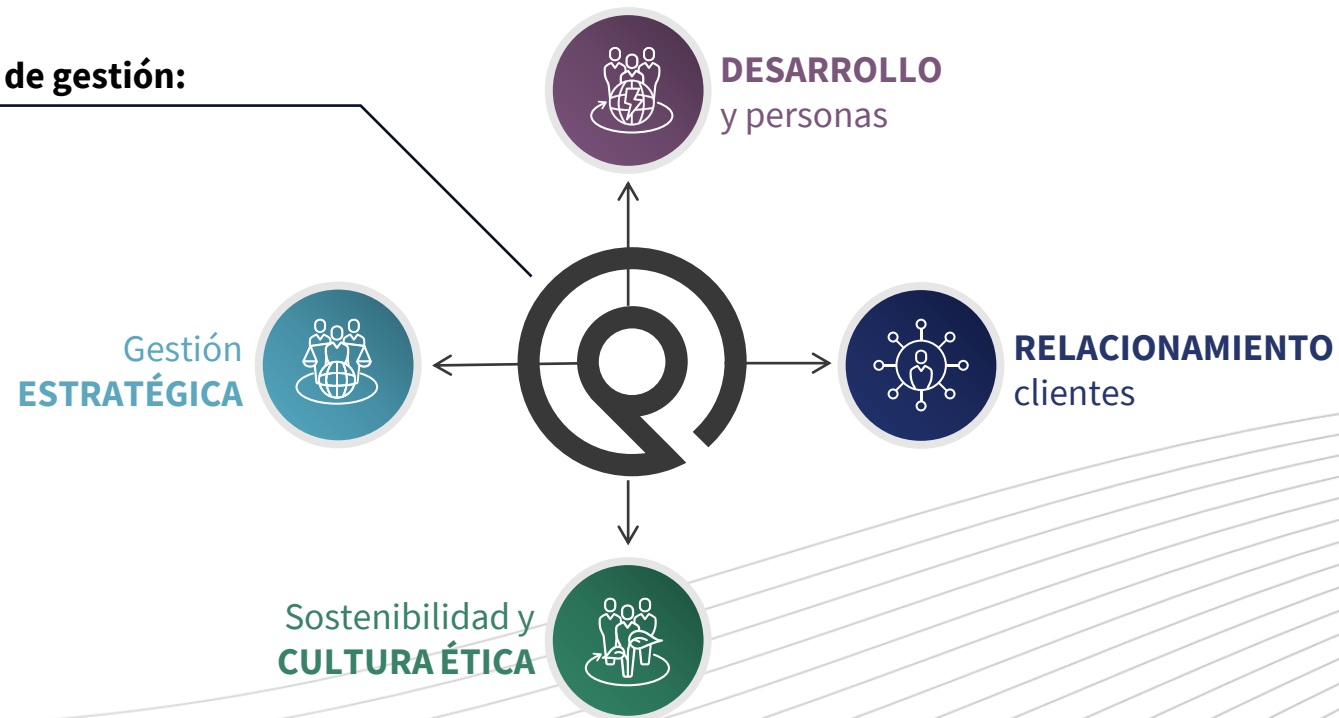 de gestión:
DESARROLLO
y personas
Gestión
ESTRATÉGICA
RELACIONAMIENTO
clientes
Sostenibilidad y
CULTURA ÉTICA